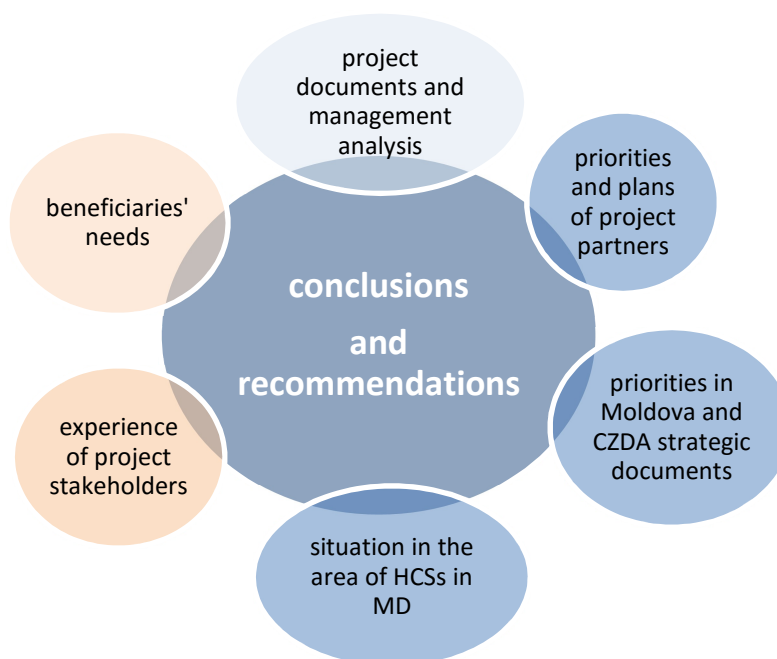 project
documents and
management
analysis
priorities
and plans
of project
partners
beneficiaries'
needs
conclusions
and
recommendations
priorities in
Moldova and
CZDA strategic
documents
experience
of project
stakeholders
situation in the
area of HCSs in
MD